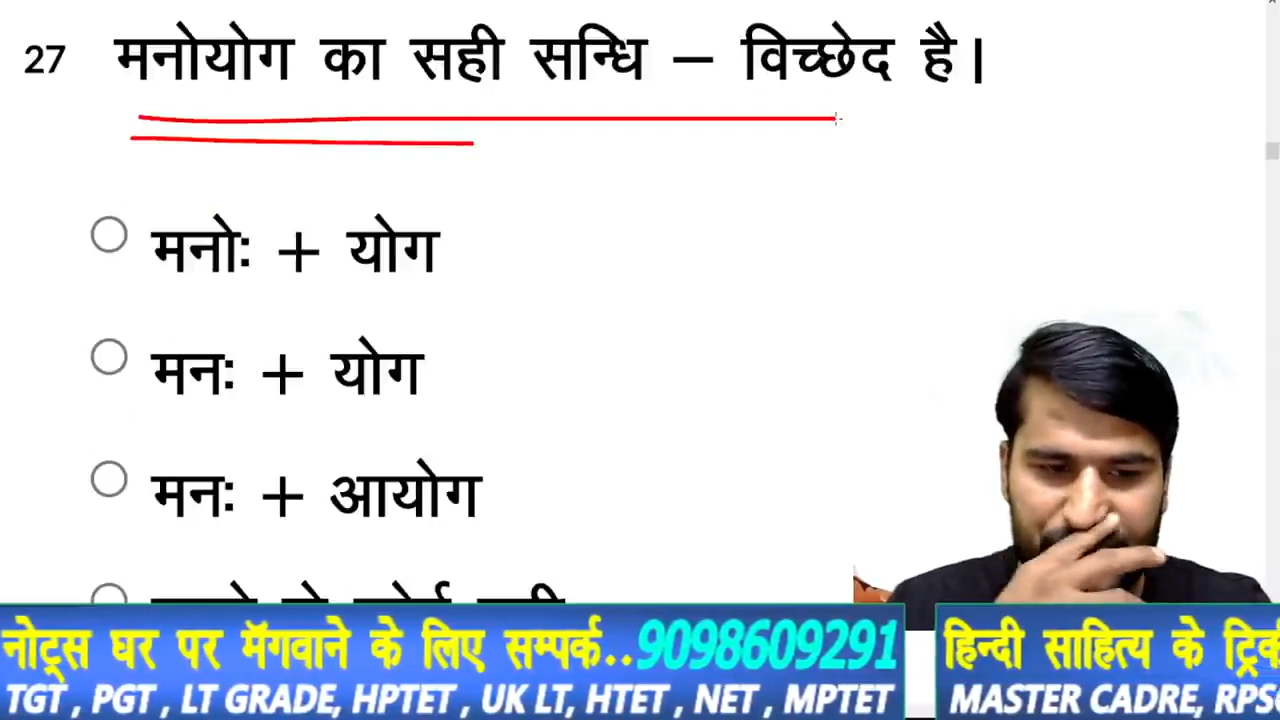 27 मनोयोग का सही सन्धि – विच्छेद है।
मनोः + योग
मनः + योग
मनः + आयोग
नोट्स घर पर मॅगवाने के लिए सम्पर्क..9098609291
हिन्दी साहित्य के
TGT , PGT , LT GRADE, HPTET , UK LT, HTET , NET , MPTET
MASTER CADRE,